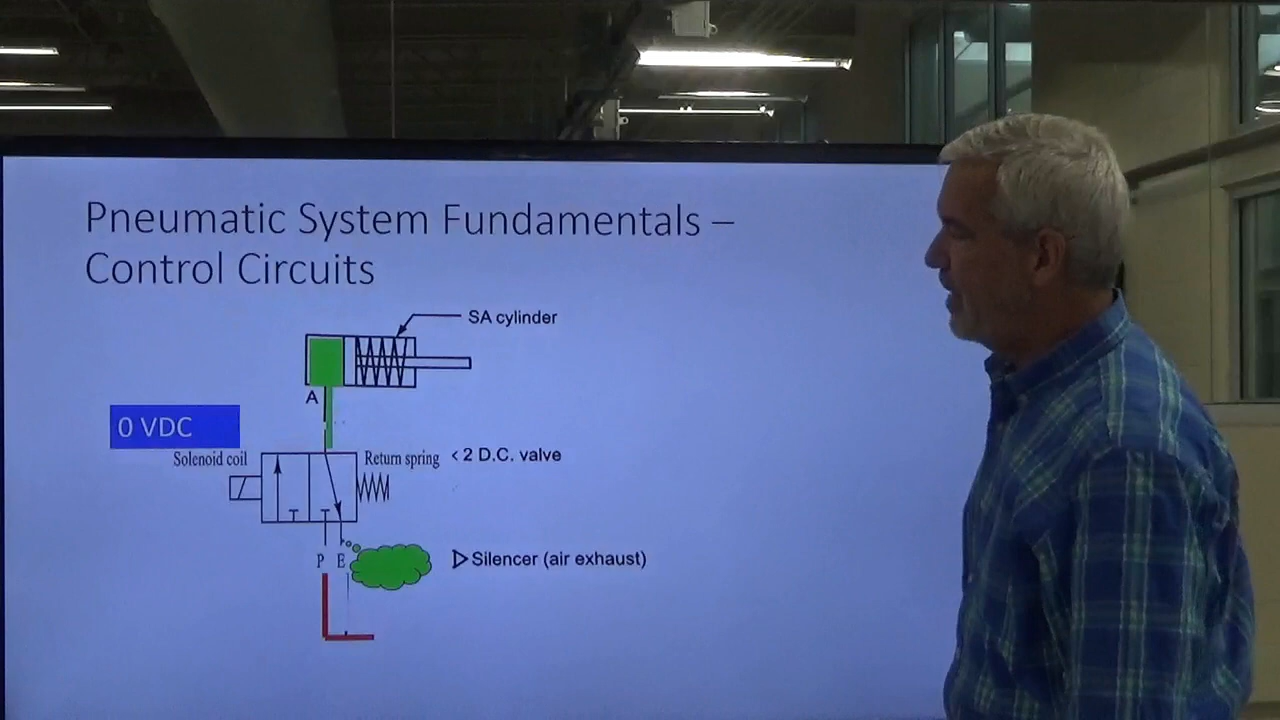 Pneumatic System Fundamentals –
Control Circuits
SA cylinder
A
0 VDC
Solenoid coil
Return spring
<2 D.C. valve
P E
Silencer (air exhaust)